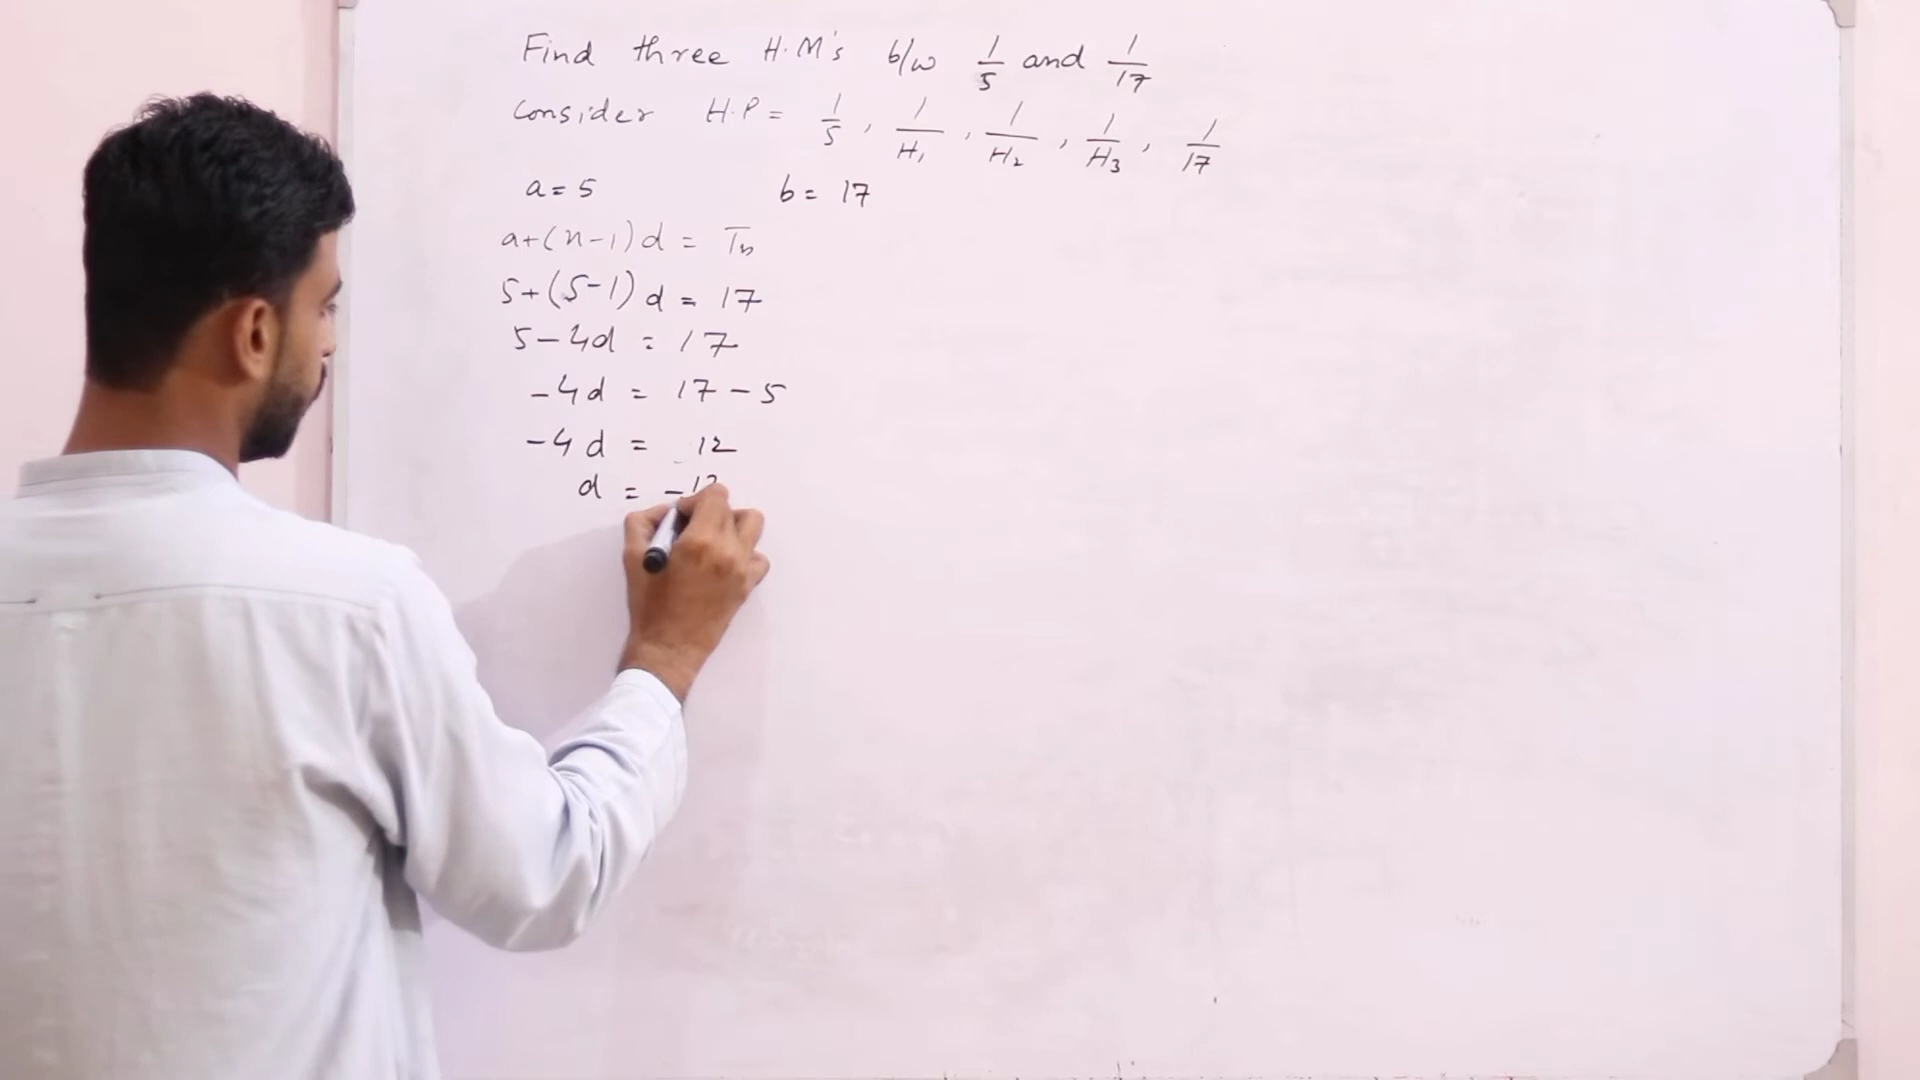 Find three H.M's b/w 1/5 and 1/17
Consider H.P = 1/5, 1/H₁, 1/H₂, 1/H₃, 1/17
a = 5 b = 17
a+(n-1)d = Tn
5+(5-1)d = 17
5-4d = 17
-4d = 17-5
-4d = 12
d = -12